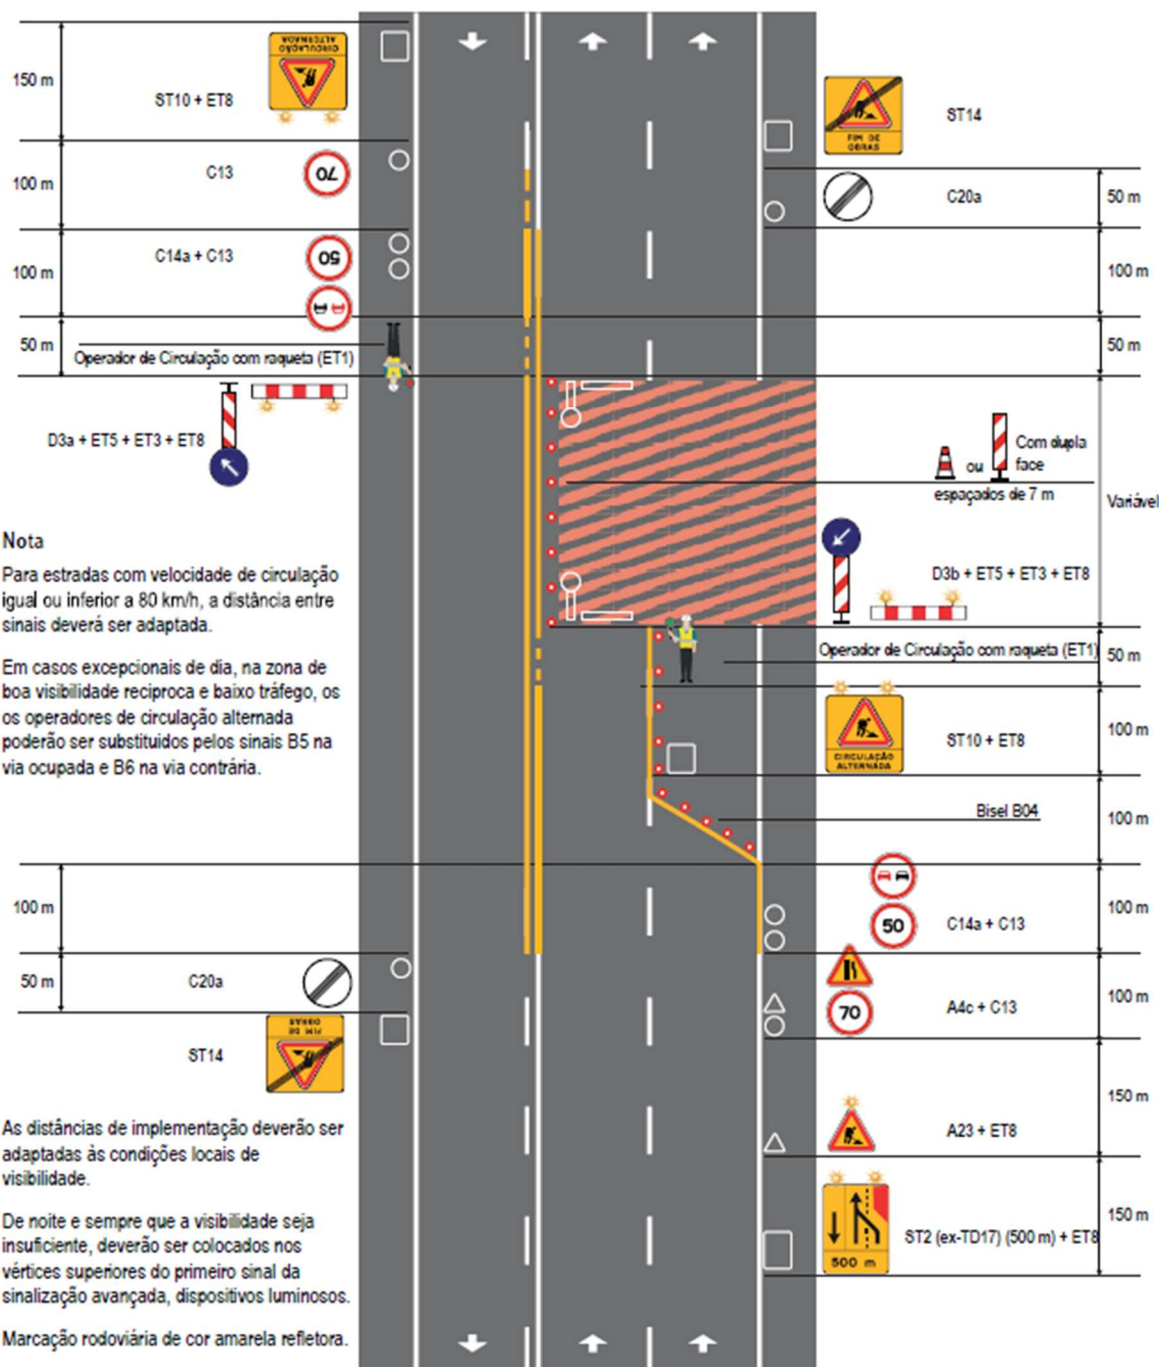 150 m
CIRCULAÇÃO
ALTERNADA
ST10 + ET8
100 m
C13
70
100 m
C14a + C13
50
50 m
Operador de Circulação com raqueta (ET1)
D3a + ET5 + ET3 + ET8
Nota
Para estradas com velocidade de circulação
igual ou inferior a 80 km/h, a distância entre
sinais deverá ser adaptada.
Em casos excepcionais de dia, na zona de
boa visibilidade reciproca e baixo tráfego, os
os operadores de circulação alternada
poderão ser substituidos pelos sinais B5 na
via ocupada e B6 na via contrária.
100 m
50 m
C20a
FIM DE
OBRAS
ST14
As distâncias de implementação deverão ser
adaptadas às condições locais de
visibilidade.
De noite e sempre que a visibilidade seja
insuficiente, deverão ser colocados nos
vértices superiores do primeiro sinal da
sinalização avançada, dispositivos luminosos.
Marcação rodoviária de cor amarela refletora.
FIM DE
OBRAS
ST14
C20a
50 m
100 m
50 m
ou
Com dupla
face
espaçados de 7 m
Variável
D3b + ET5 + ET3 + ET8
Operador de Circulação com raqueta (ET1)
50 m
CIRCULAÇÃO
ALTERNADA
ST10 + ET8
100 m
Bisel B04
100 m
50
C14a + C13
100 m
70
A4c + C13
100 m
150 m
A23 + ET8
500 m
ST2 (ex-TD17) (500 m) + ET8
150 m